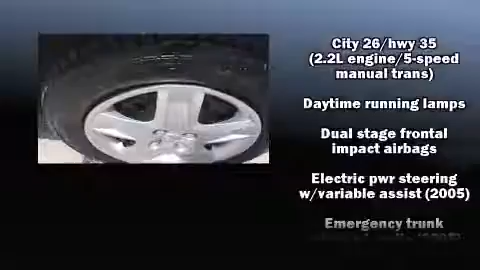 City 26/hwy 35
(2.2L engine/5-speed
manual trans)
Daytime running lamps
Dual stage frontal
impact airbags
Electric pwr steering
w/variable assist (2005)
Emergency trunk